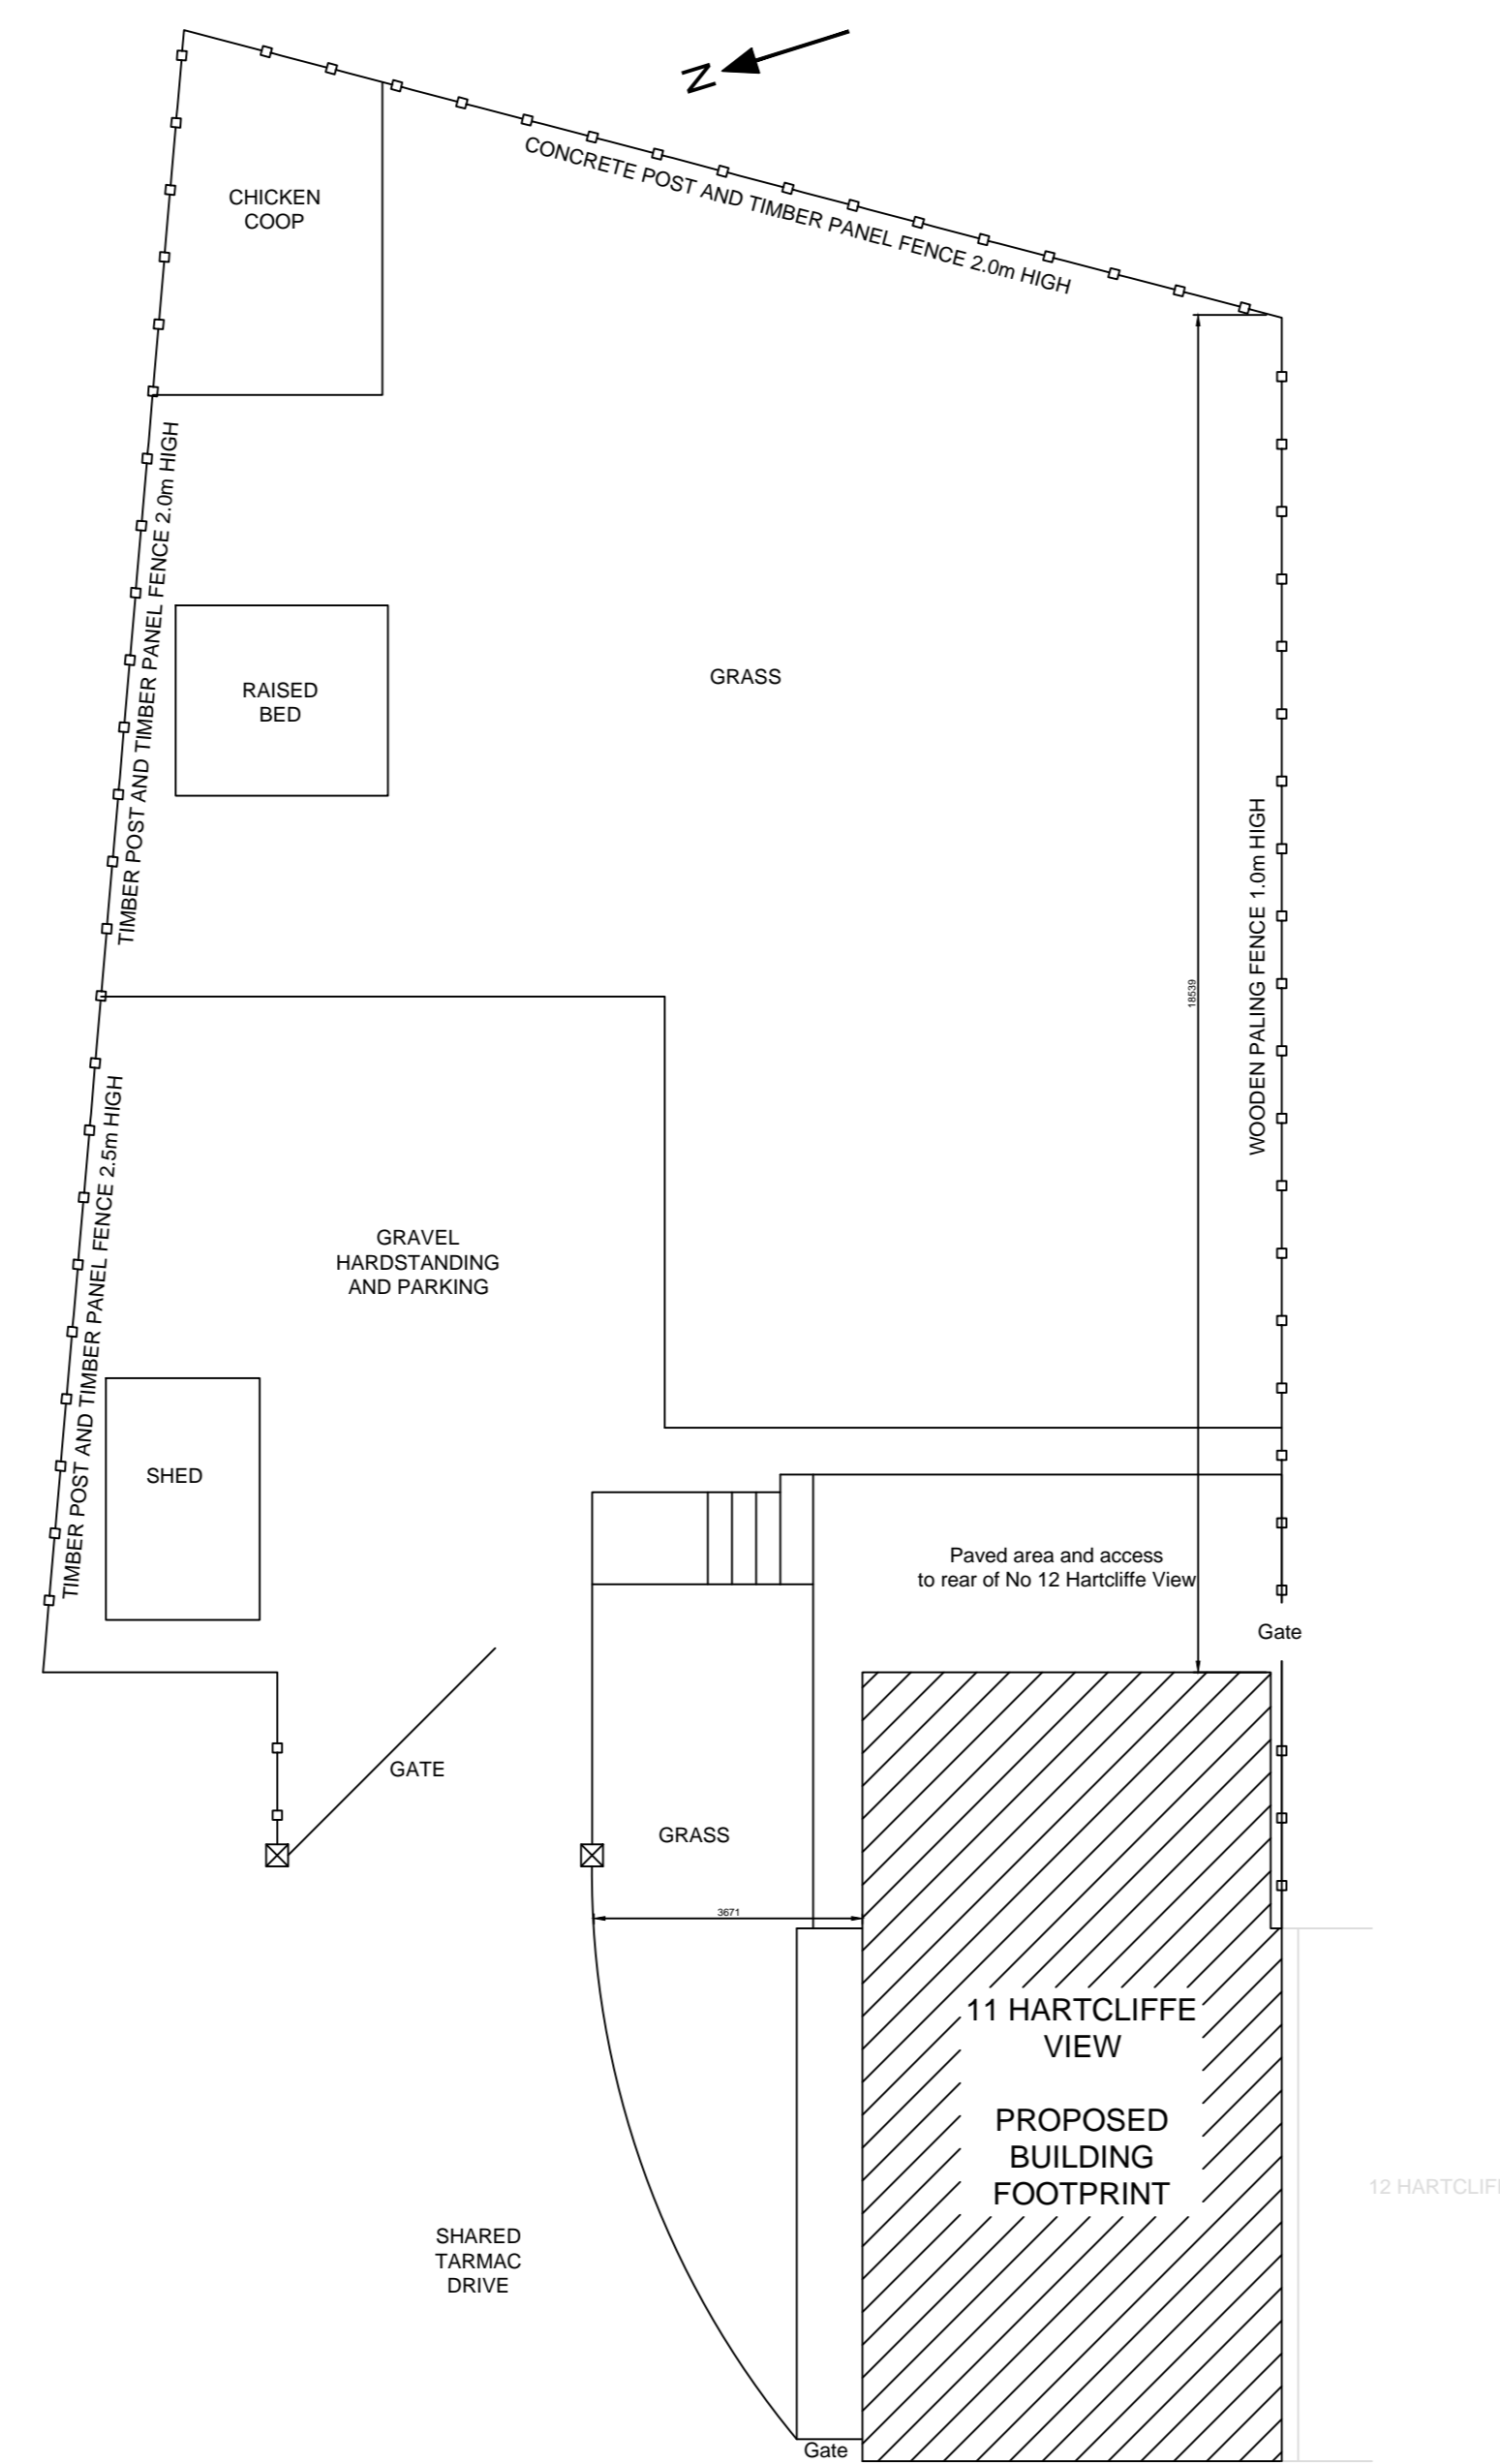 N
CONCRETE POST AND TIMBER PANEL FENCE 2.0m HIGH
CHICKEN
COOP
TIMBER POST AND TIMBER PANEL FENCE 2.0m HIGH
RAISED
BED
GRASS
18539
WOODEN PALING FENCE 1.0m HIGH
TIMBER POST AND TIMBER PANEL FENCE 2.5m HIGH
GRAVEL
HARDSTANDING
AND PARKING
SHED
Paved area and access
to rear of No 12 Hartcliffe View
Gate
GATE
GRASS
3671
11 HARTCLIFFE
VIEW
PROPOSED
BUILDING
FOOTPRINT
12 HARTCLIF
SHARED
TARMAC
DRIVE
Gate